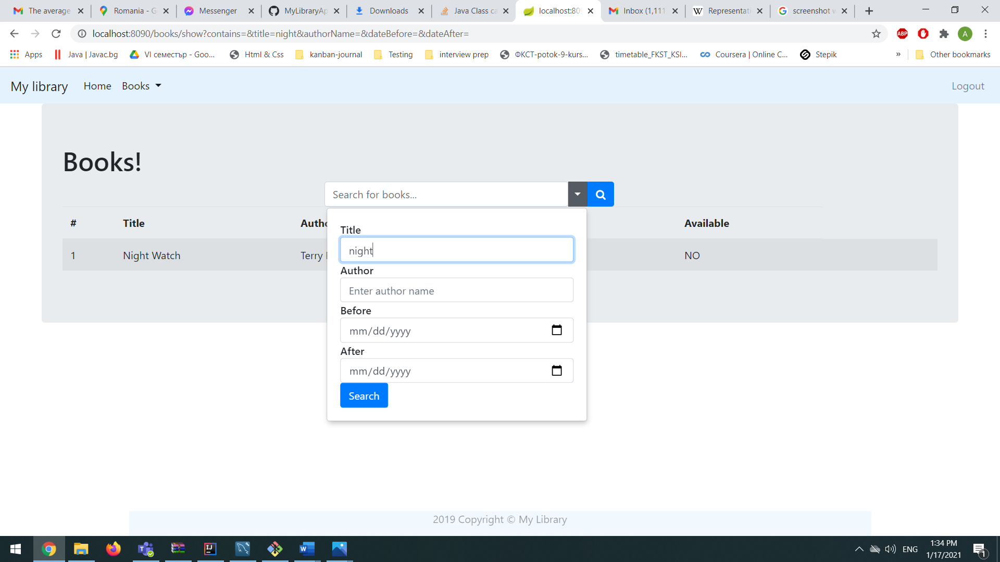 The average
Romania - G
Messenger
MyLibraryAp
Downloads
Java Class ca
localhost:809
Inbox (1,111
Representati
screenshot w
localhost:8090/books/show?contains=&title=night&authorName=&dateBefore=&dateAfter=
ABP
A
Apps
Java | Javac.bg
VI семестър - Goo...
Html & Css
kanban-journal
Testing
interview prep
ФКСТ-potok-9-kurs...
timetable_FKST_KSI...
Coursera | Online C...
Stepik
»
Other bookmarks
My library
Home
Books
Logout
Books!
Search for books...
# Title Autho Available
1 Night Watch Terry NO
Title
night
Author
Enter author name
Before
mm/dd/yyyy
After
mm/dd/yyyy
Search
2019 Copyright © My Library
ENG
1:34 PM
1/17/2021
1